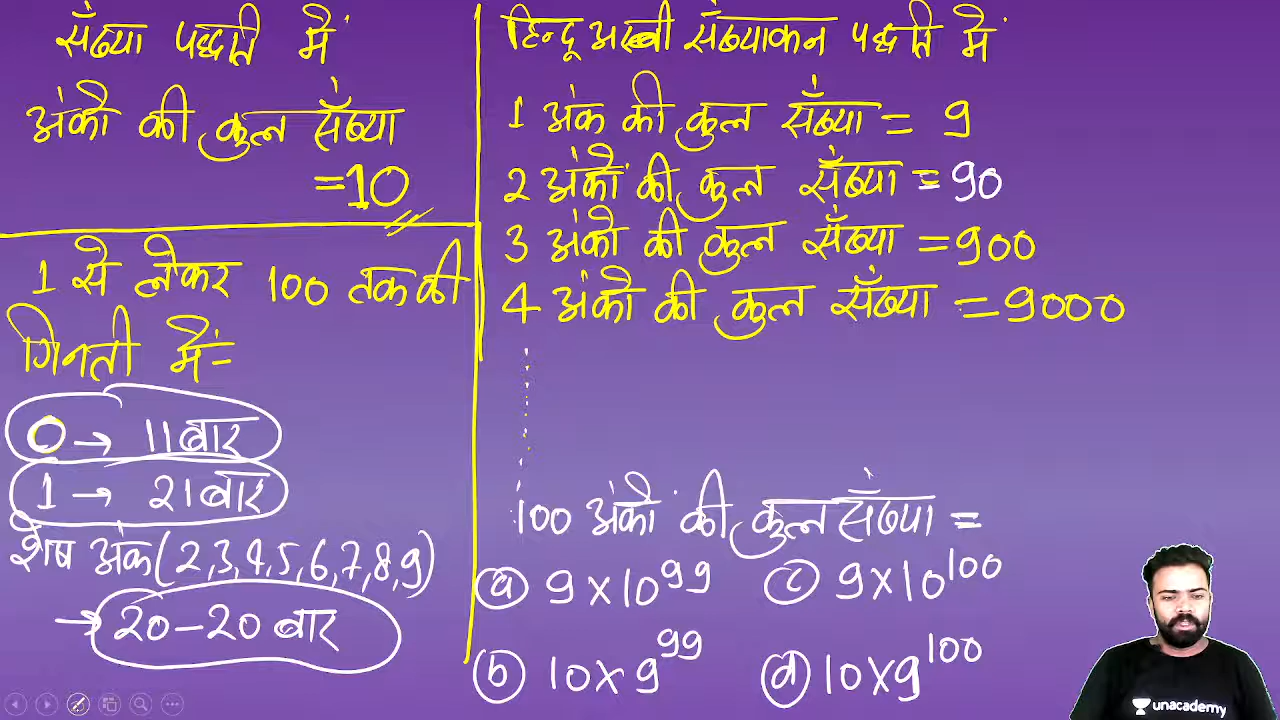 सँख्या पद्धति में
अंकों की कुल सँख्या
=10
1 से लेकर 100 तक की
गिनती में=
0 → 11 बार
1 → 21 बार
शेष अंक (2,3,4,5,6,7,8,9)
→ 20-20 बार
हिन्दू अरबी सँख्याकन पद्धति में
1 अंक की कुल सँख्या = 9
2 अंकों की कुल सँख्या = 90
3 अंकों की कुल सँख्या = 900
4 अंकों की कुल सँख्या = 9000
100 अंकों की कुल सँख्या =
(a) 9×10^99 (c) 9×10^100
(b) 10×9^99 (d) 10×9^100
unacademy